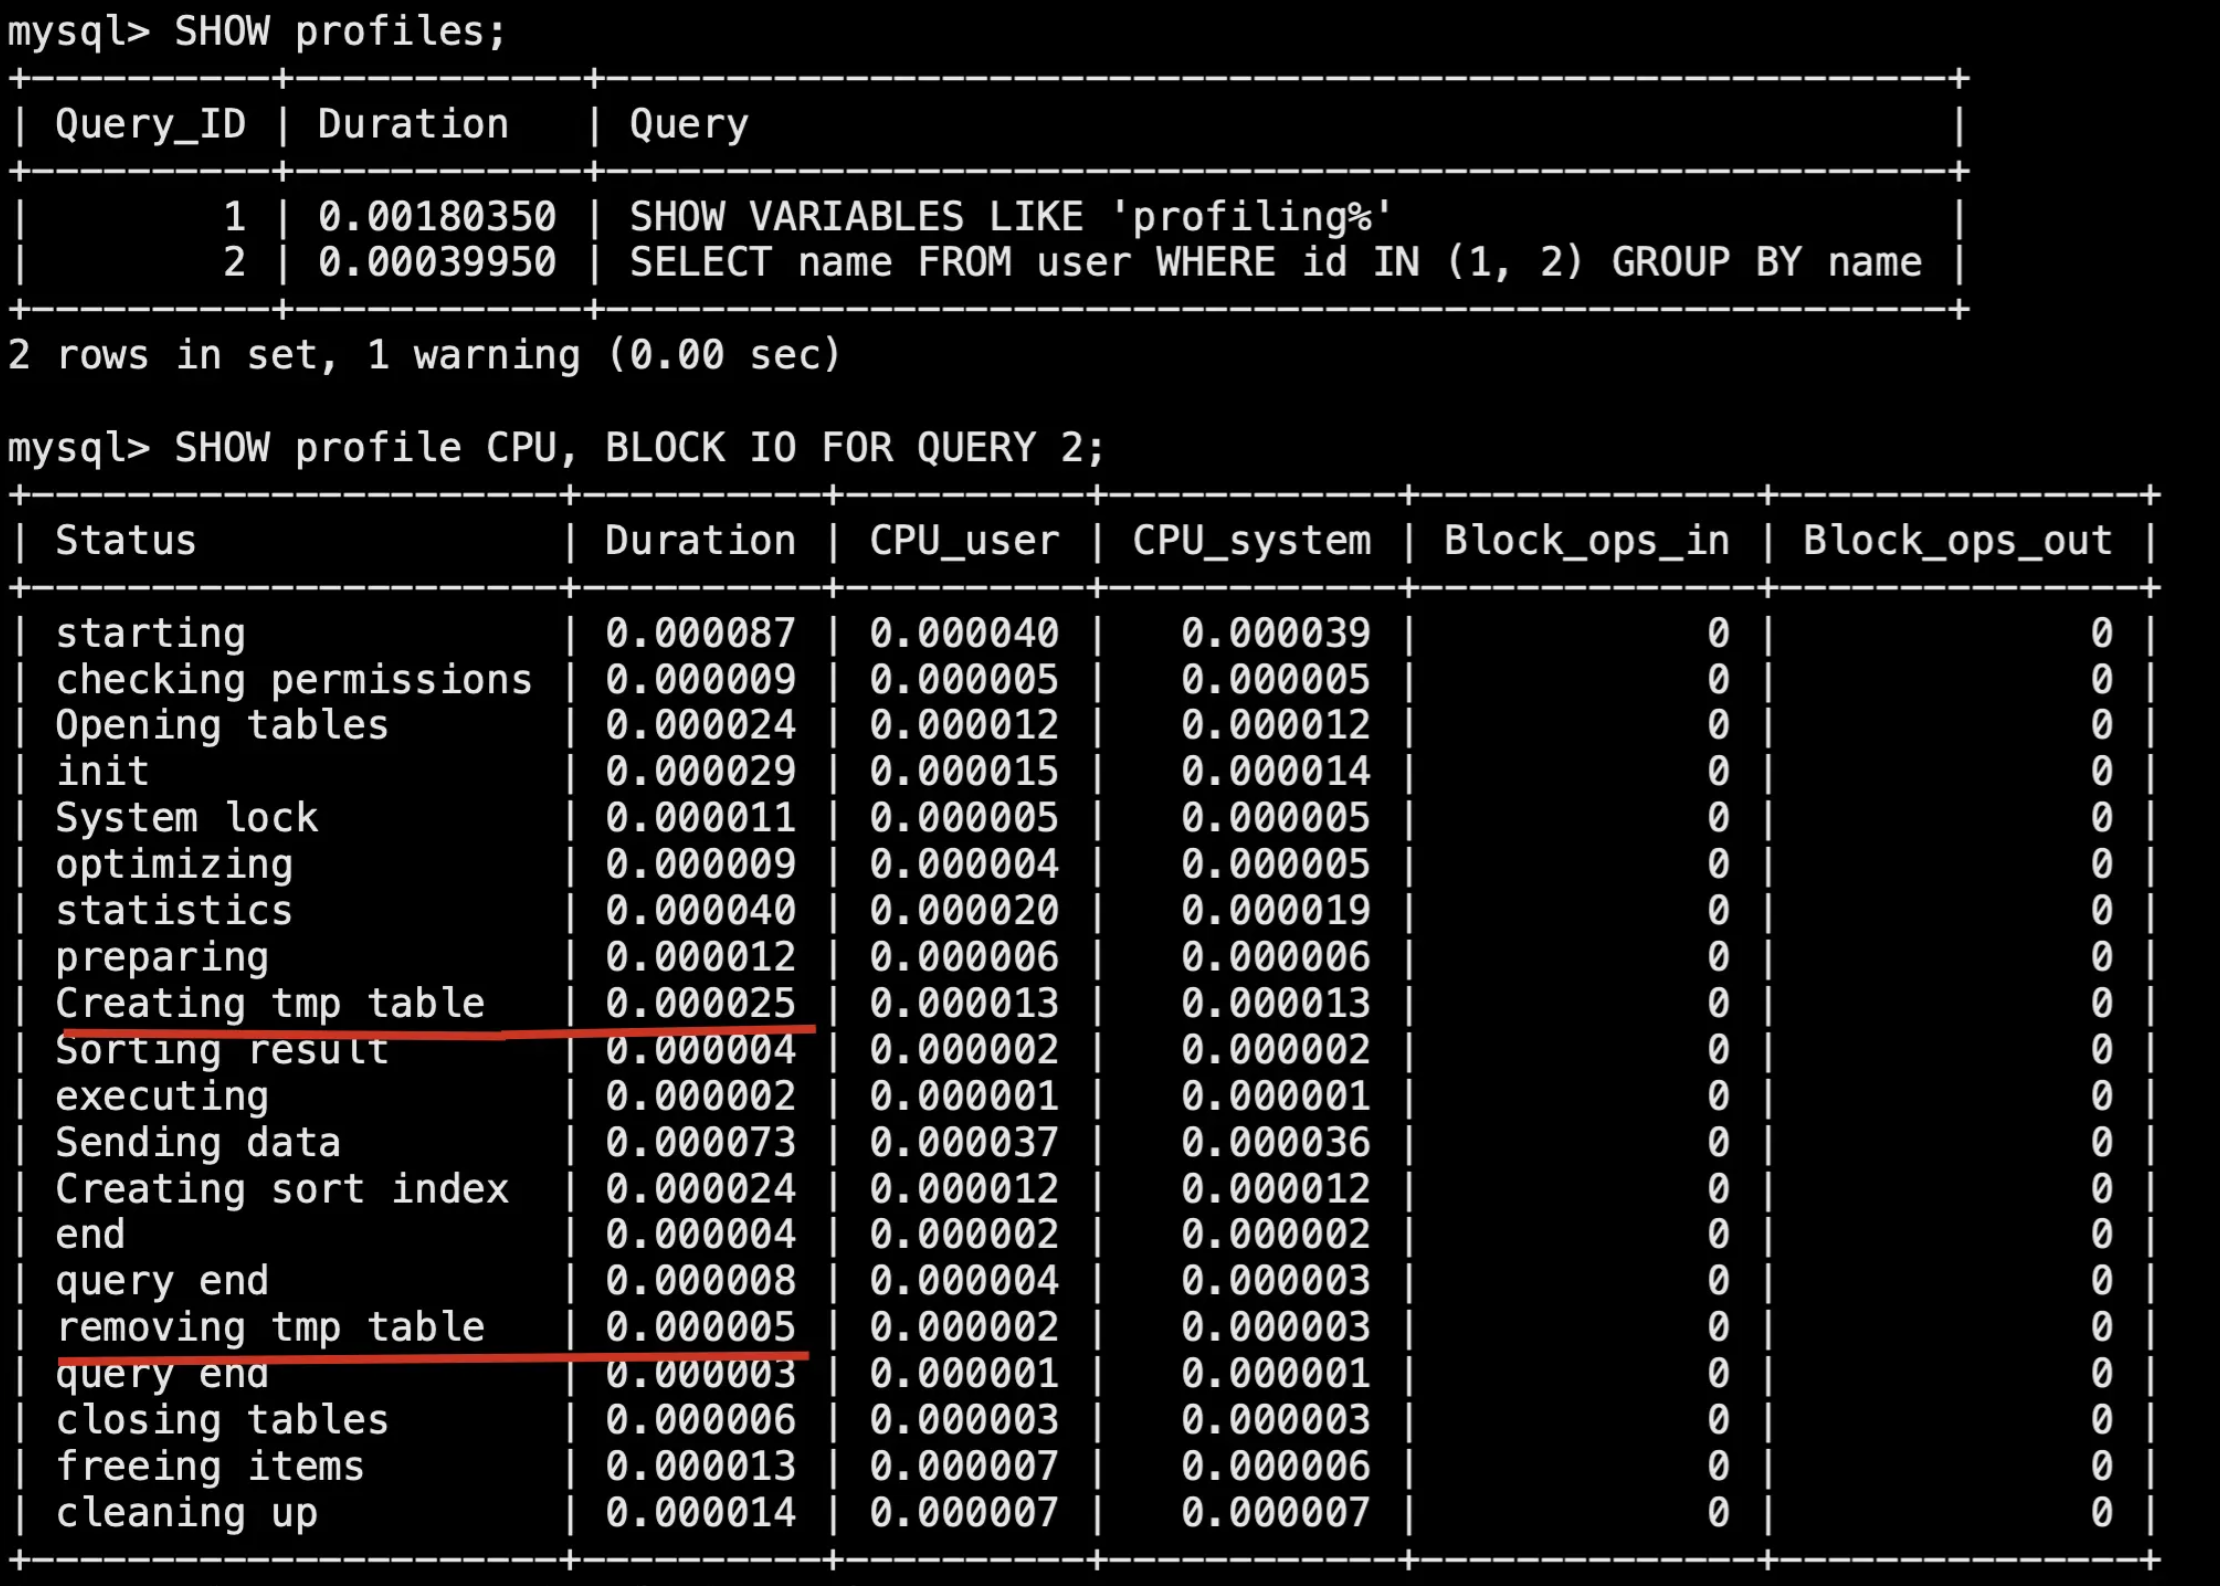 mysql> SHOW profiles;
+----------+------------+--------------------------------------------------------+
| Query_ID | Duration   | Query                                                  |
+----------+------------+--------------------------------------------------------+
|        1 | 0.00180350 | SHOW VARIABLES LIKE 'profiling%'                       |
|        2 | 0.00039950 | SELECT name FROM user WHERE id IN (1, 2) GROUP BY name |
+----------+------------+--------------------------------------------------------+
2 rows in set, 1 warning (0.00 sec)
mysql> SHOW profile CPU, BLOCK IO FOR QUERY 2;
+----------------------+----------+----------+------------+--------------+---------------+
| Status               | Duration | CPU_user | CPU_system | Block_ops_in | Block_ops_out |
+----------------------+----------+----------+------------+--------------+---------------+
| starting             | 0.000087 | 0.000040 |   0.000039 |            0 |             0 |
| checking permissions | 0.000009 | 0.000005 |   0.000005 |            0 |             0 |
| Opening tables       | 0.000024 | 0.000012 |   0.000012 |            0 |             0 |
| init                 | 0.000029 | 0.000015 |   0.000014 |            0 |             0 |
| System lock          | 0.000011 | 0.000005 |   0.000005 |            0 |             0 |
| optimizing           | 0.000009 | 0.000004 |   0.000005 |            0 |             0 |
| statistics           | 0.000040 | 0.000020 |   0.000019 |            0 |             0 |
| preparing            | 0.000012 | 0.000006 |   0.000006 |            0 |             0 |
| Creating tmp table   | 0.000025 | 0.000013 |   0.000013 |            0 |             0 |
| Sorting result       | 0.000004 | 0.000002 |   0.000002 |            0 |             0 |
| executing            | 0.000002 | 0.000001 |   0.000001 |            0 |             0 |
| Sending data         | 0.000073 | 0.000037 |   0.000036 |            0 |             0 |
| Creating sort index  | 0.000024 | 0.000012 |   0.000012 |            0 |             0 |
| end                  | 0.000004 | 0.000002 |   0.000002 |            0 |             0 |
| query end            | 0.000008 | 0.000004 |   0.000003 |            0 |             0 |
| removing tmp table   | 0.000005 | 0.000002 |   0.000003 |            0 |             0 |
| query end            | 0.000003 | 0.000001 |   0.000001 |            0 |             0 |
| closing tables       | 0.000006 | 0.000003 |   0.000003 |            0 |             0 |
| freeing items        | 0.000013 | 0.000007 |   0.000006 |            0 |             0 |
| cleaning up          | 0.000014 | 0.000007 |   0.000007 |            0 |             0 |
+----------------------+----------+----------+------------+--------------+---------------+